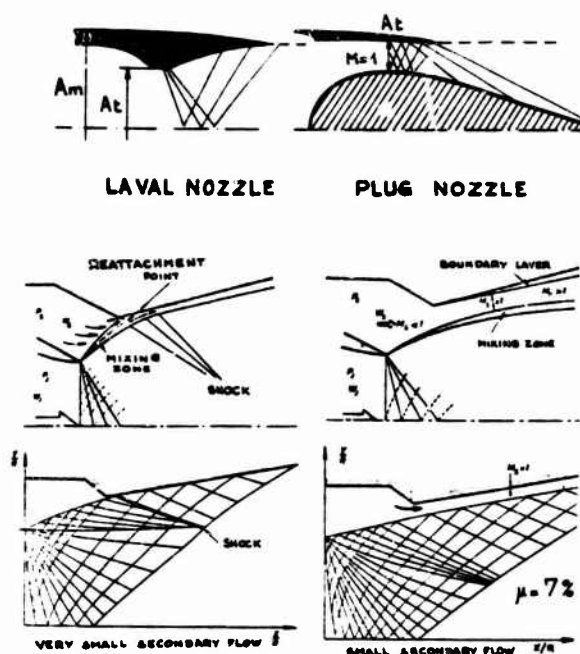 At
M=1
Am
At
LAVAL NOZZLE
PLUG NOZZLE
REATTACHMENT
POINT
MIXING
ZONE
SHOCK
BOUNDARY LAYER
MIXING ZONE
SHOCK
VERY SMALL SECONDARY FLOW
μ=7%
SMALL SECONDARY FLOW